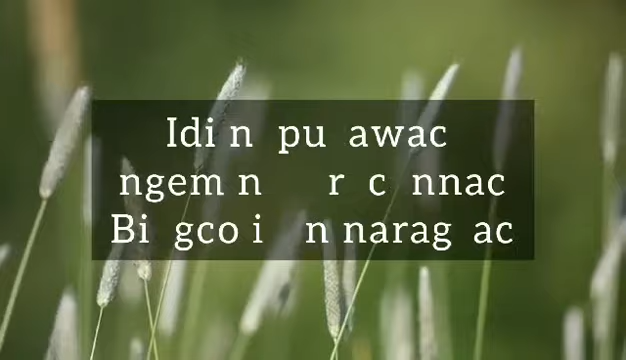 Idi n pu awac
ngem n r c nnac
Bi gco i n narag ac